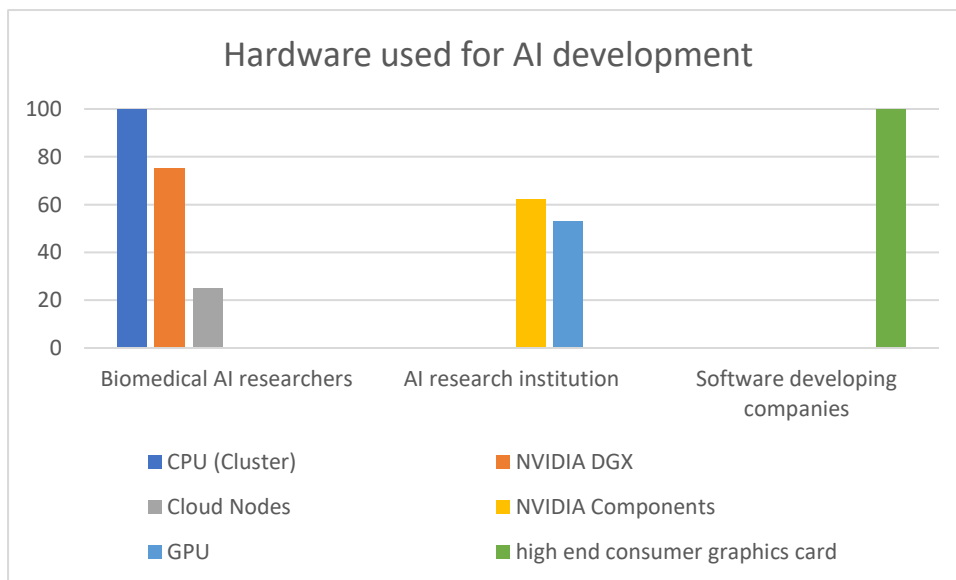 Hardware used for AI development
100
80
60
40
20
0
Biomedical AI researchers
AI research institution
Software developing
companies
CPU (Cluster)
NVIDIA DGX
Cloud Nodes
NVIDIA Components
GPU
high end consumer graphics card